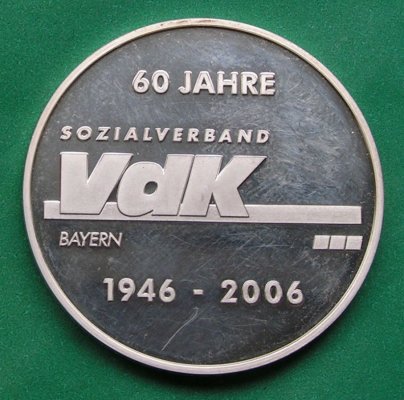 60 JAHRE
SOZIALVERBAND
VdK
BAYERN
1946 - 2006